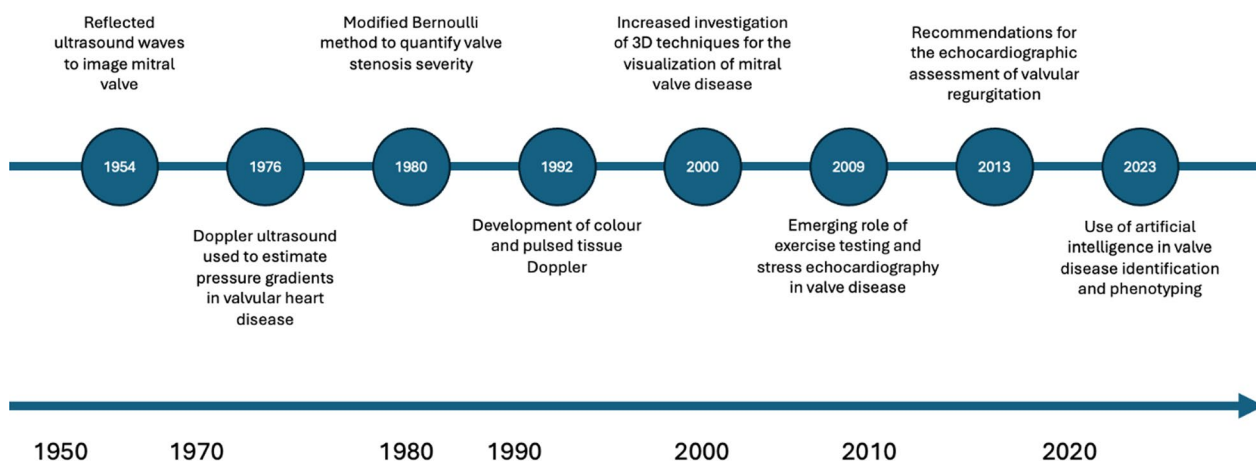 Reflected
ultrasound waves
to image mitral
valve
Modified Bernoulli
method to quantify valve
stenosis severity
Increased investigation
of 3D techniques for the
visualization of mitral
valve disease
Recommendations for
the echocardiographic
assessment of valvular
regurgitation
1954
1976
1980
1992
2000
2009
2013
2023
Doppler ultrasound
used to estimate
pressure gradients
in valvular heart
disease
Development of colour
and pulsed tissue
Doppler
Emerging role of
exercise testing and
stress echocardiography
in valve disease
Use of artificial
intelligence in valve
disease identification
and phenotyping
1950
1970
1980
1990
2000
2010
2020